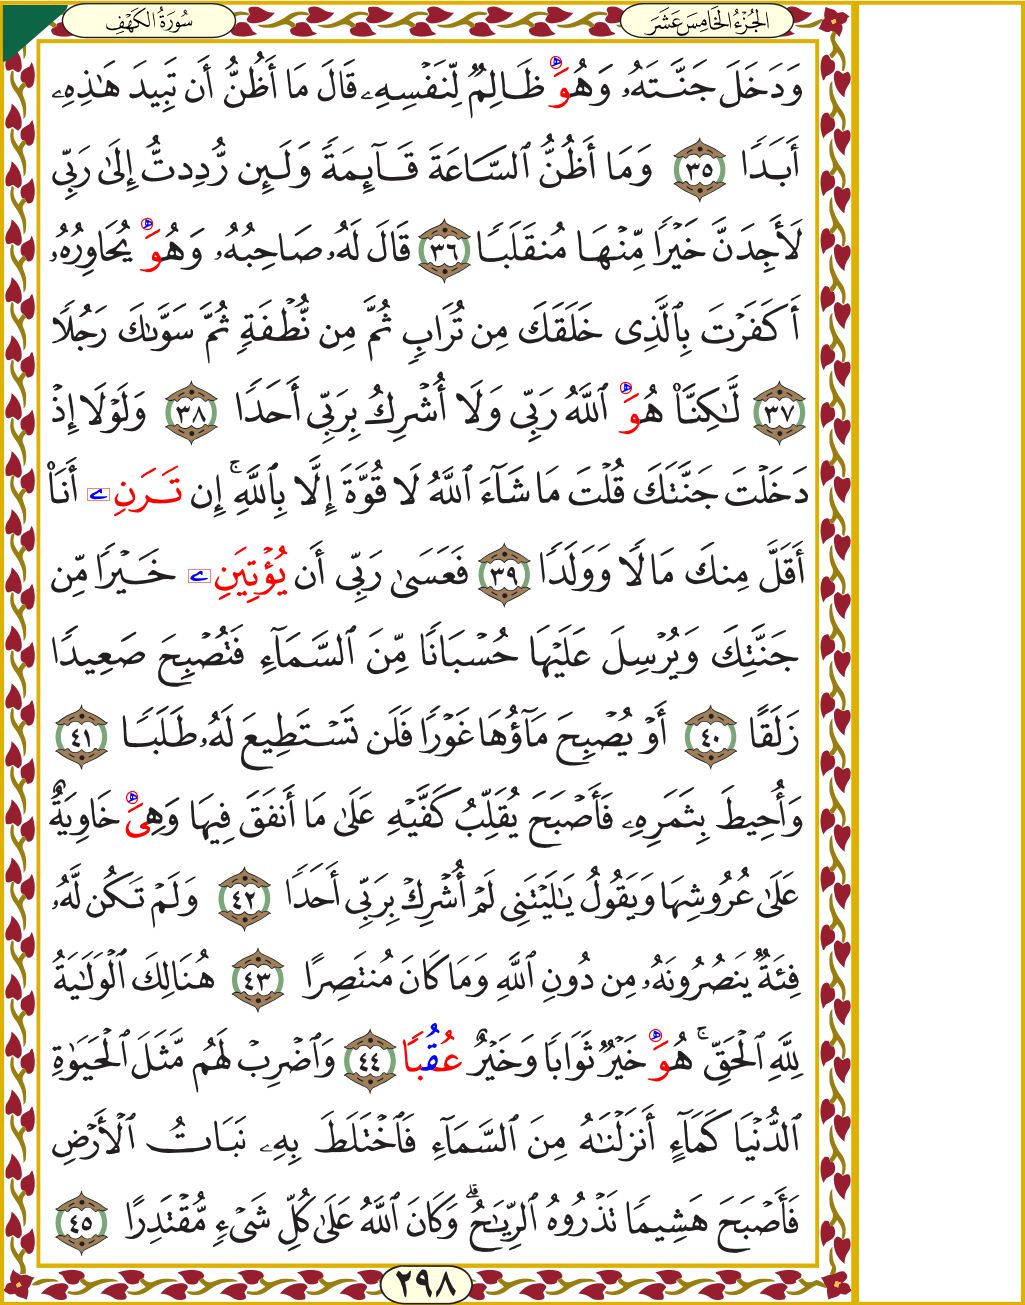 الجُزْءُ الخَامِسَ عَشَرَ
سُورَةُ الكَهْفِ
وَدَخَلَ جَنَّتَهُۥ وَهُوَ ظَالِمٌ لِّنَفْسِهِۦ قَالَ مَا أَظُنُّ أَن تَبِيدَ هَـٰذِهِۦ
أَبَدًا ٣٥ وَمَا أَظُنُّ ٱلسَّاعَةَ قَآئِمَةً وَلَئِن رُّدِدتُّ إِلَىٰ رَبِّى
لَأَجِدَنَّ خَيْرًا مِّنْهَا مُنقَلَبًا ٣٦ قَالَ لَهُۥ صَاحِبُهُۥ وَهُوَ يُحَاوِرُهُۥ
أَكَفَرْتَ بِٱلَّذِى خَلَقَكَ مِن تُرَابٍ ثُمَّ مِن نُّطْفَةٍ ثُمَّ سَوَّىٰكَ رَجُلًا
٣٧ لَّـٰكِنَّا۠ هُوَ ٱللَّهُ رَبِّى وَلَا أُشْرِكُ بِرَبِّى أَحَدًا ٣٨ وَلَوْلَا إِذْ
دَخَلْتَ جَنَّتَكَ قُلْتَ مَا شَآءَ ٱللَّهُ لَا قُوَّةَ إِلَّا بِٱللَّهِ ۚ إِن تَرَنِ ے أَنَا۠
أَقَلَّ مِنكَ مَالًا وَوَلَدًا ٣٩ فَعَسَىٰ رَبِّى أَن يُؤْتِيَنِ ے خَيْرًا مِّن
جَنَّتِكَ وَيُرْسِلَ عَلَيْهَا حُسْبَانًا مِّنَ ٱلسَّمَآءِ فَتُصْبِحَ صَعِيدًا
زَلَقًا ٤٠ أَوْ يُصْبِحَ مَآؤُهَا غَوْرًا فَلَن تَسْتَطِيعَ لَهُۥ طَلَبًا ٤١
وَأُحِيطَ بِثَمَرِهِۦ فَأَصْبَحَ يُقَلِّبُ كَفَّيْهِ عَلَىٰ مَا أَنفَقَ فِيهَا وَهِىَ خَاوِيَةٌ
عَلَىٰ عُرُوشِهَا وَيَقُولُ يَـٰلَيْتَنِى لَمْ أُشْرِكْ بِرَبِّى أَحَدًا ٤٢ وَلَمْ تَكُن لَّهُۥ
فِئَةٌ يَنصُرُونَهُۥ مِن دُونِ ٱللَّهِ وَمَا كَانَ مُنتَصِرًا ٤٣ هُنَالِكَ ٱلْوَلَـٰيَةُ
لِلَّهِ ٱلْحَقِّ ۚ هُوَ خَيْرٌ ثَوَابًا وَخَيْرٌ عُقُبًا ٤٤ وَٱضْرِبْ لَهُم مَّثَلَ ٱلْحَيَوٰةِ
ٱلدُّنْيَا كَمَآءٍ أَنزَلْنَـٰهُ مِنَ ٱلسَّمَآءِ فَٱخْتَلَطَ بِهِۦ نَبَاتُ ٱلْأَرْضِ
فَأَصْبَحَ هَشِيمًا تَذْرُوهُ ٱلرِّيَـٰحُ ۗ وَكَانَ ٱللَّهُ عَلَىٰ كُلِّ شَىْءٍ مُّقْتَدِرًا ٤٥
٢٩٨